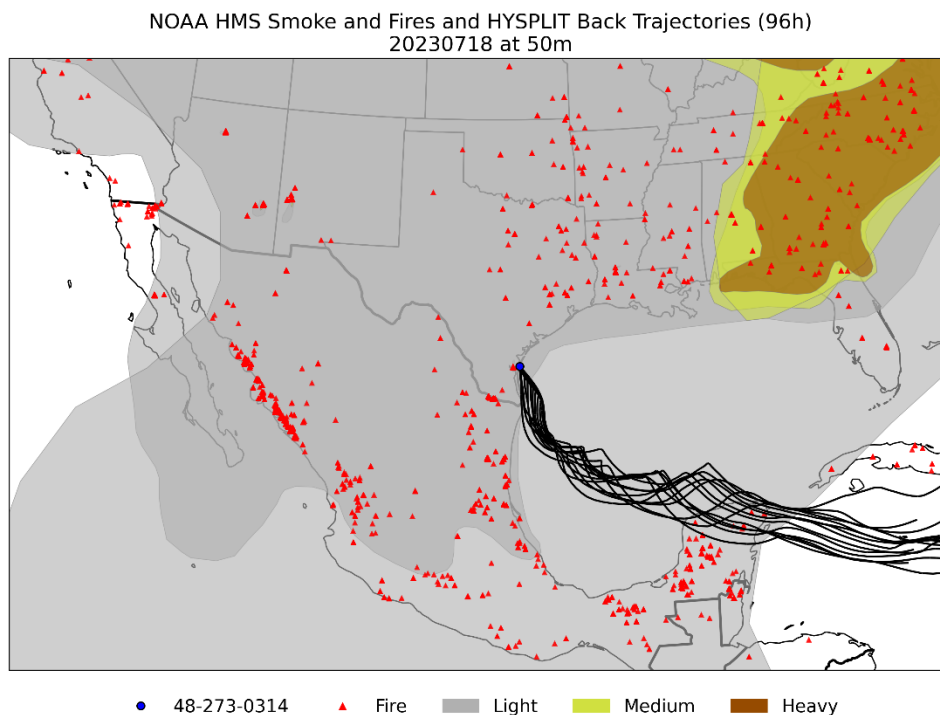 NOAA HMS Smoke and Fires and HYSPLIT Back Trajectories (96h)
20230718 at 50m
48-273-0314 Fire Light Medium Heavy